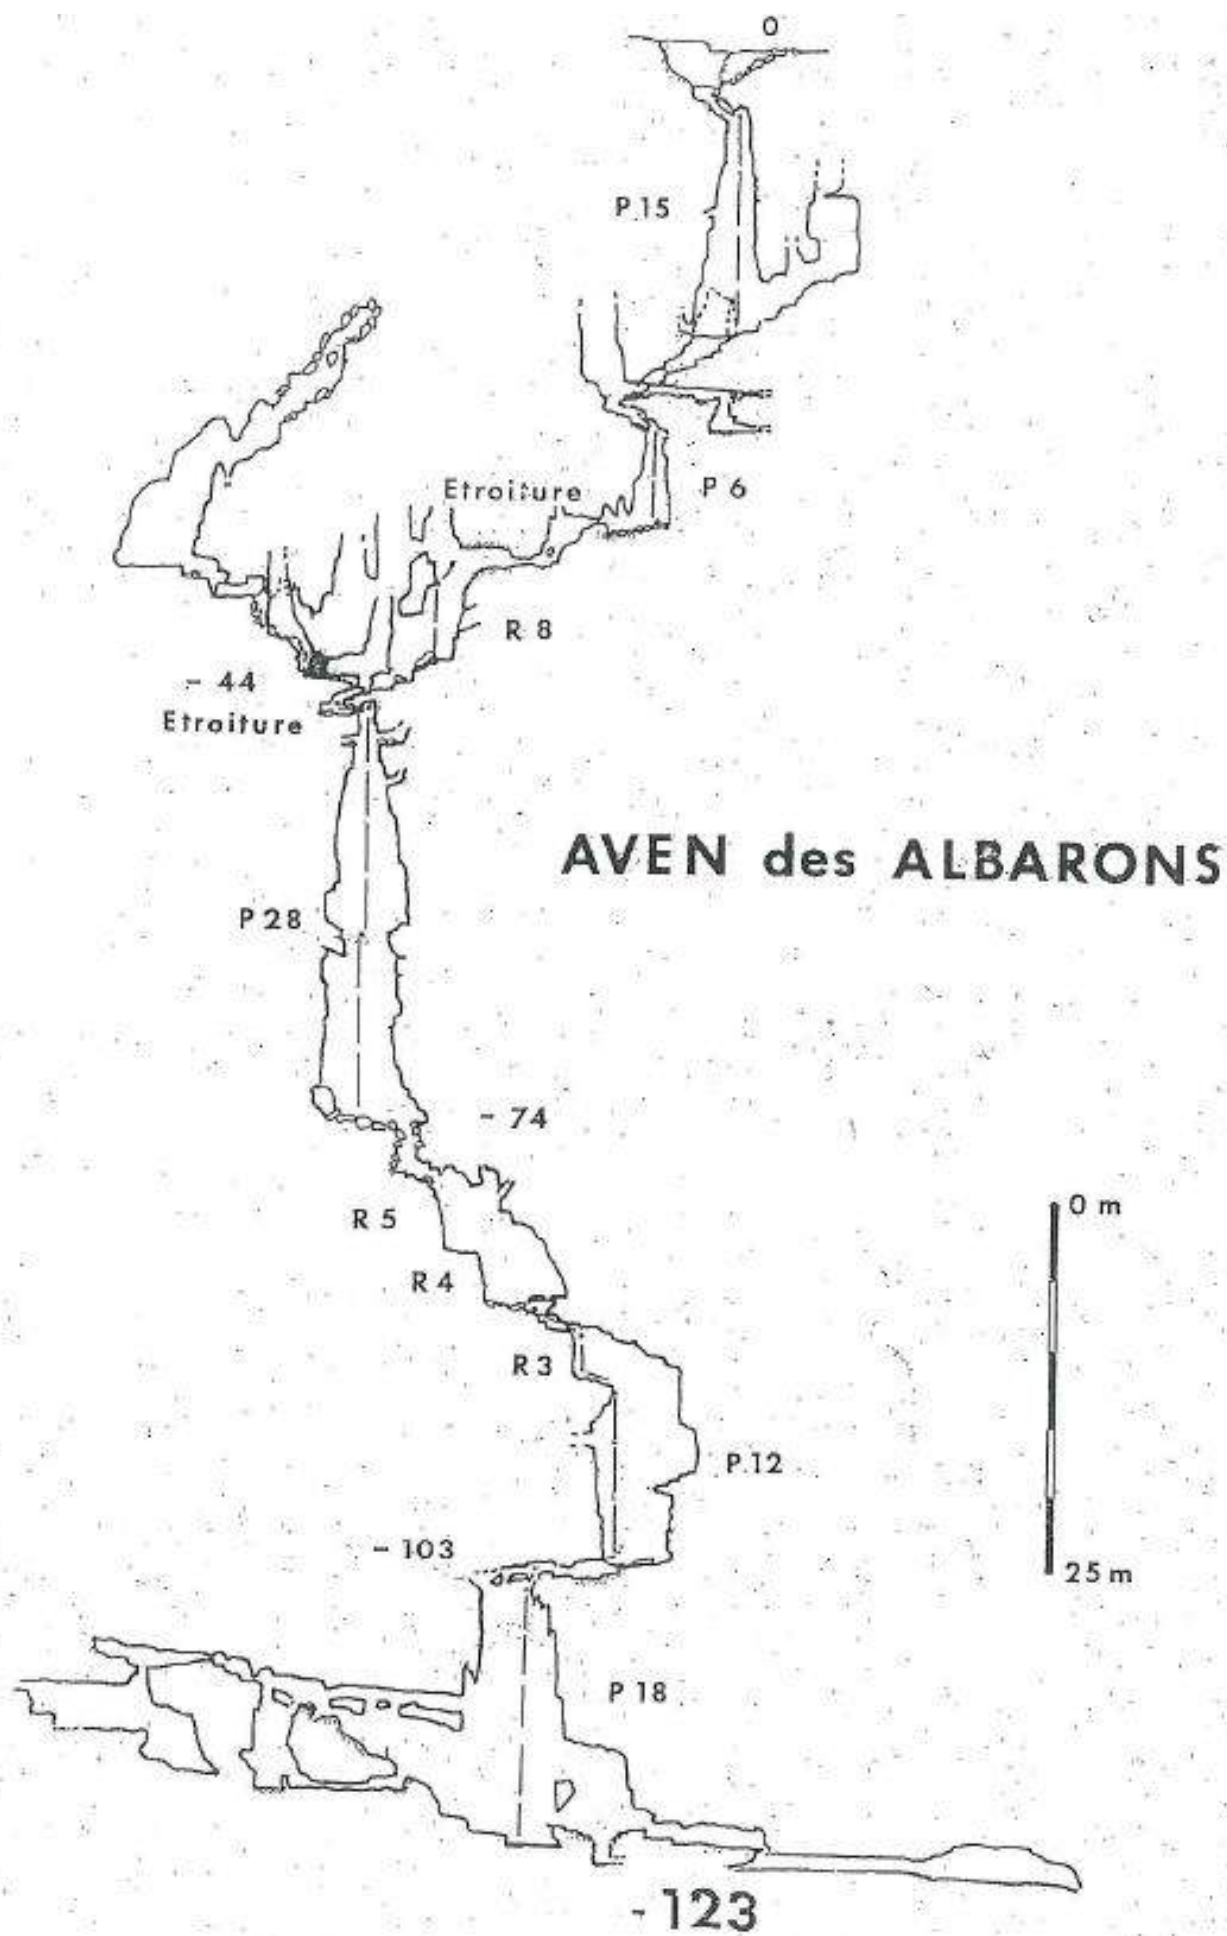 0
P 15
Etroiture
P 6
R 8
- 44
Etroiture
AVEN des ALBARONS
P 28
- 74
0 m
R 5
R 4
R 3
P.12
- 103
25 m
P 18
-123